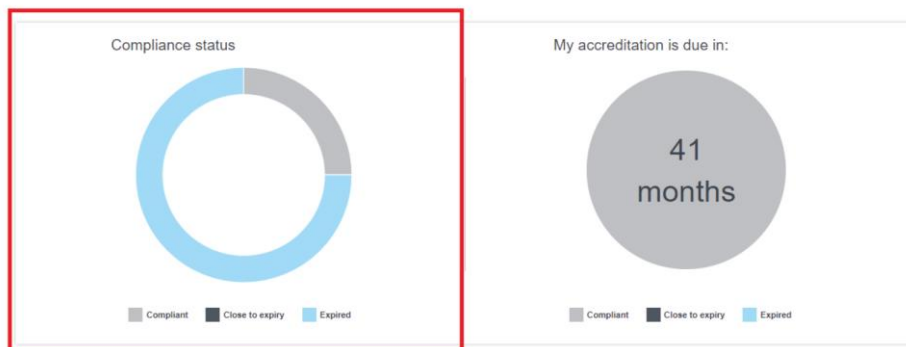 Compliance status
Compliant Close to expiry Expired
My accreditation is due in:
41
months
Compliant Close to expiry Expired